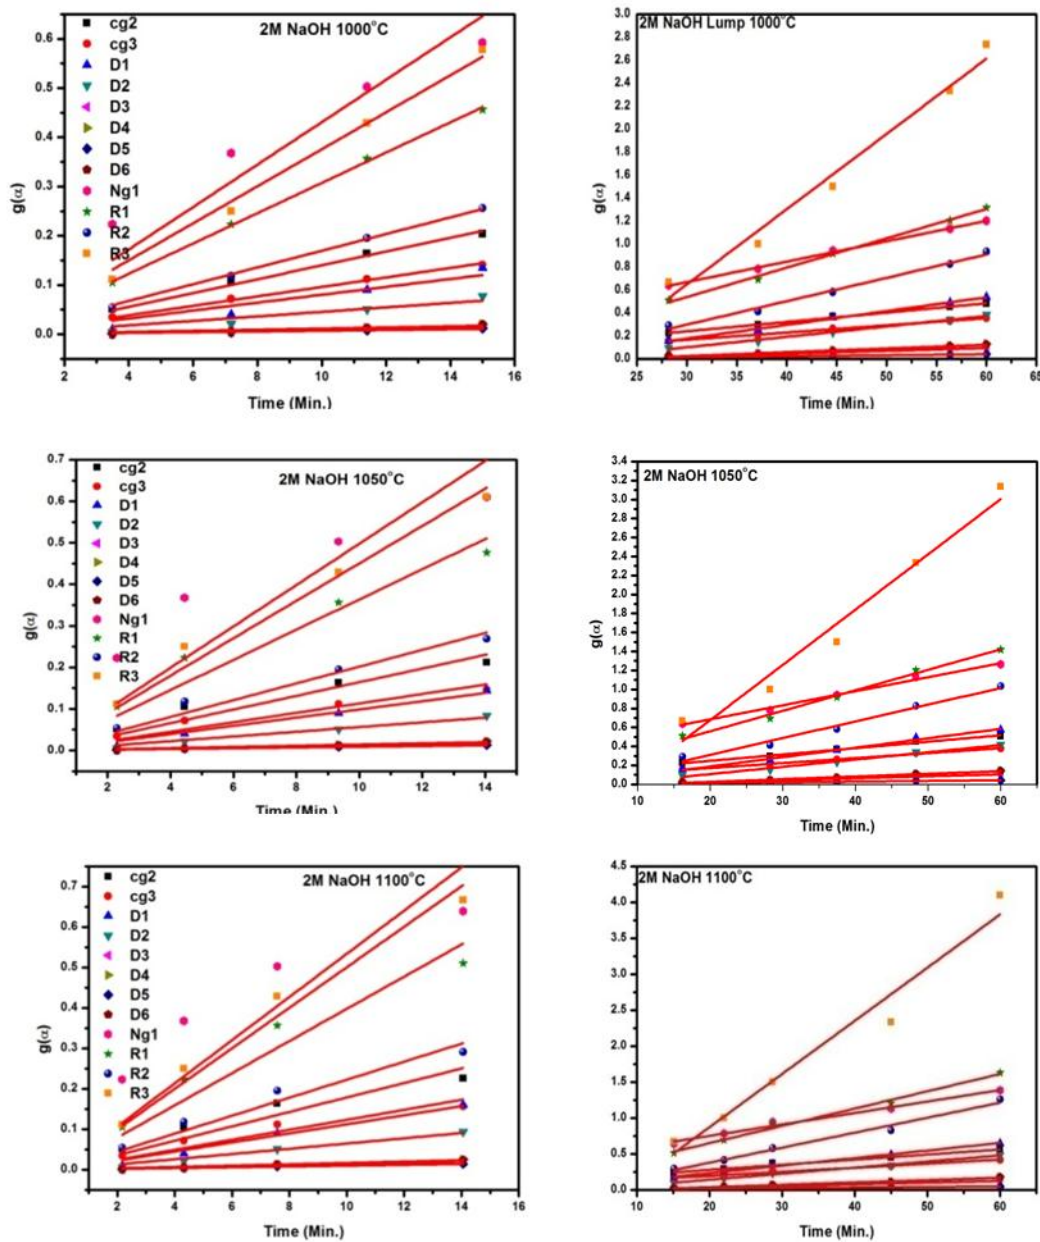 2M NaOH 1000°C
cg2
cg3
D1
D2
D3
D4
D5
D6
Ng1
R1
R2
R3
g(α)
0.6
0.5
0.4
0.3
0.2
0.1
0.0
2 4 6 8 10 12 14 16
Time (Min.)
2M NaOH Lump 1000°C
g(α)
3.0
2.8
2.6
2.4
2.2
2.0
1.8
1.6
1.4
1.2
1.0
0.8
0.6
0.4
0.2
0.0
25 30 35 40 45 50 55 60 65
Time (Min.)
2M NaOH 1050°C
cg2
cg3
D1
D2
D3
D4
D5
D6
Ng1
R1
R2
R3
g(α)
0.7
0.6
0.5
0.4
0.3
0.2
0.1
0.0
2 4 6 8 10 12 14
Time (Min.)
2M NaOH 1050°C
g(α)
3.4
3.2
3.0
2.8
2.6
2.4
2.2
2.0
1.8
1.6
1.4
1.2
1.0
0.8
0.6
0.4
0.2
0.0
10 20 30 40 50 60
Time (Min.)
2M NaOH 1100°C
cg2
cg3
D1
D2
D3
D4
D5
D6
Ng1
R1
R2
R3
g(α)
0.7
0.6
0.5
0.4
0.3
0.2
0.1
0.0
2 4 6 8 10 12 14 16
Time (Min.)
2M NaOH 1100°C
g(α)
4.5
4.0
3.5
3.0
2.5
2.0
1.5
1.0
0.5
0.0
15 30 45 60
Time (Min.)